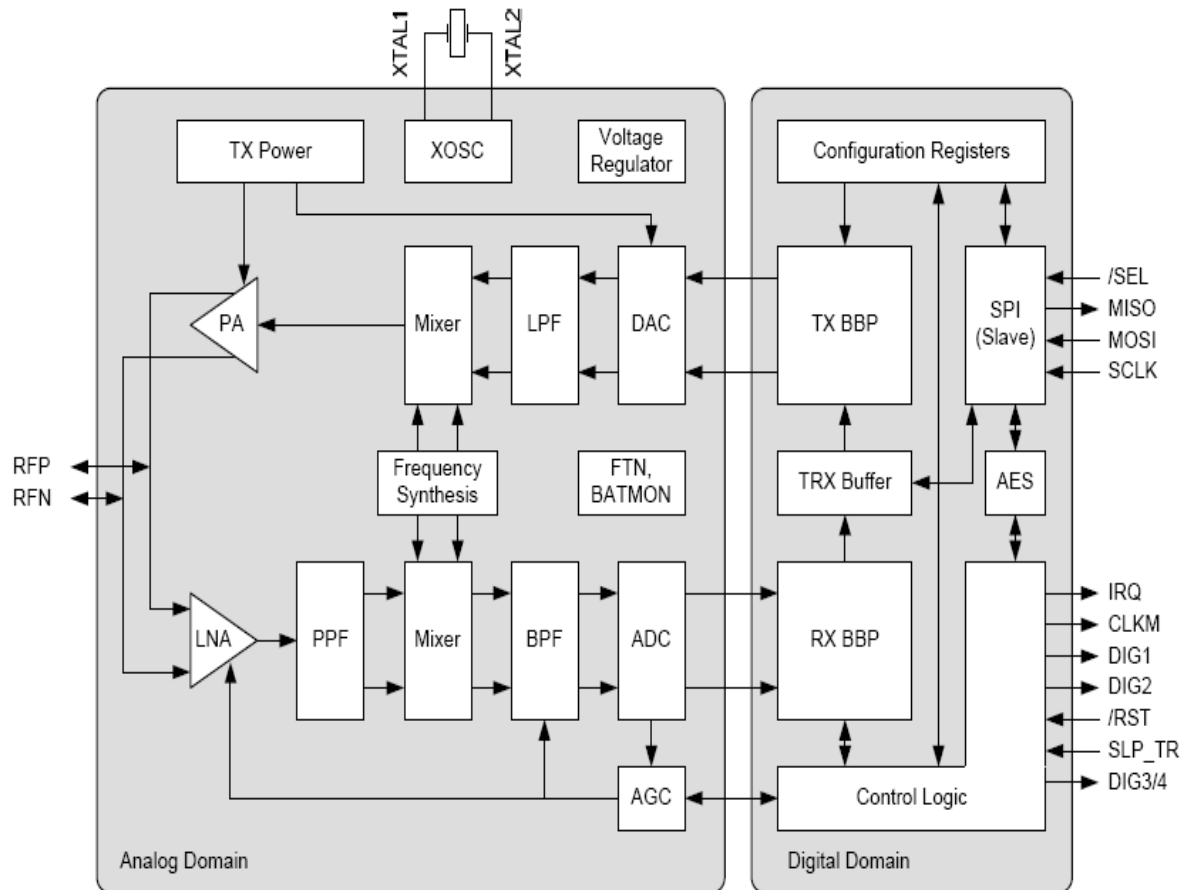 XTAL1
XTAL2
TX Power
XOSC
Voltage
Regulator
Configuration Registers
PA
Mixer
LPF
DAC
TX BBP
SPI
(Slave)
/SEL
MISO
MOSI
SCLK
RFP
RFN
Frequency
Synthesis
FTN,
BATMON
TRX Buffer
AES
LNA
PPF
Mixer
BPF
ADC
RX BBP
IRQ
CLKM
DIG1
DIG2
/RST
SLP_TR
DIG3/4
AGC
Control Logic
Analog Domain
Digital Domain